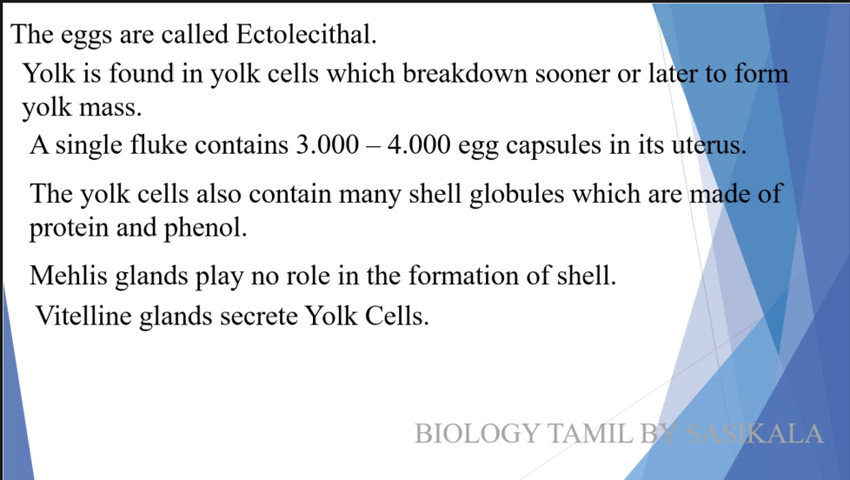 The eggs are called Ectolecithal.
Yolk is found in yolk cells which breakdown sooner or later to form
yolk mass.
A single fluke contains 3.000 – 4.000 egg capsules in its uterus.
The yolk cells also contain many shell globules which are made of
protein and phenol.
Mehlis glands play no role in the formation of shell.
Vitelline glands secrete Yolk Cells.
BIOLOGY TAMIL BY SASIKALA